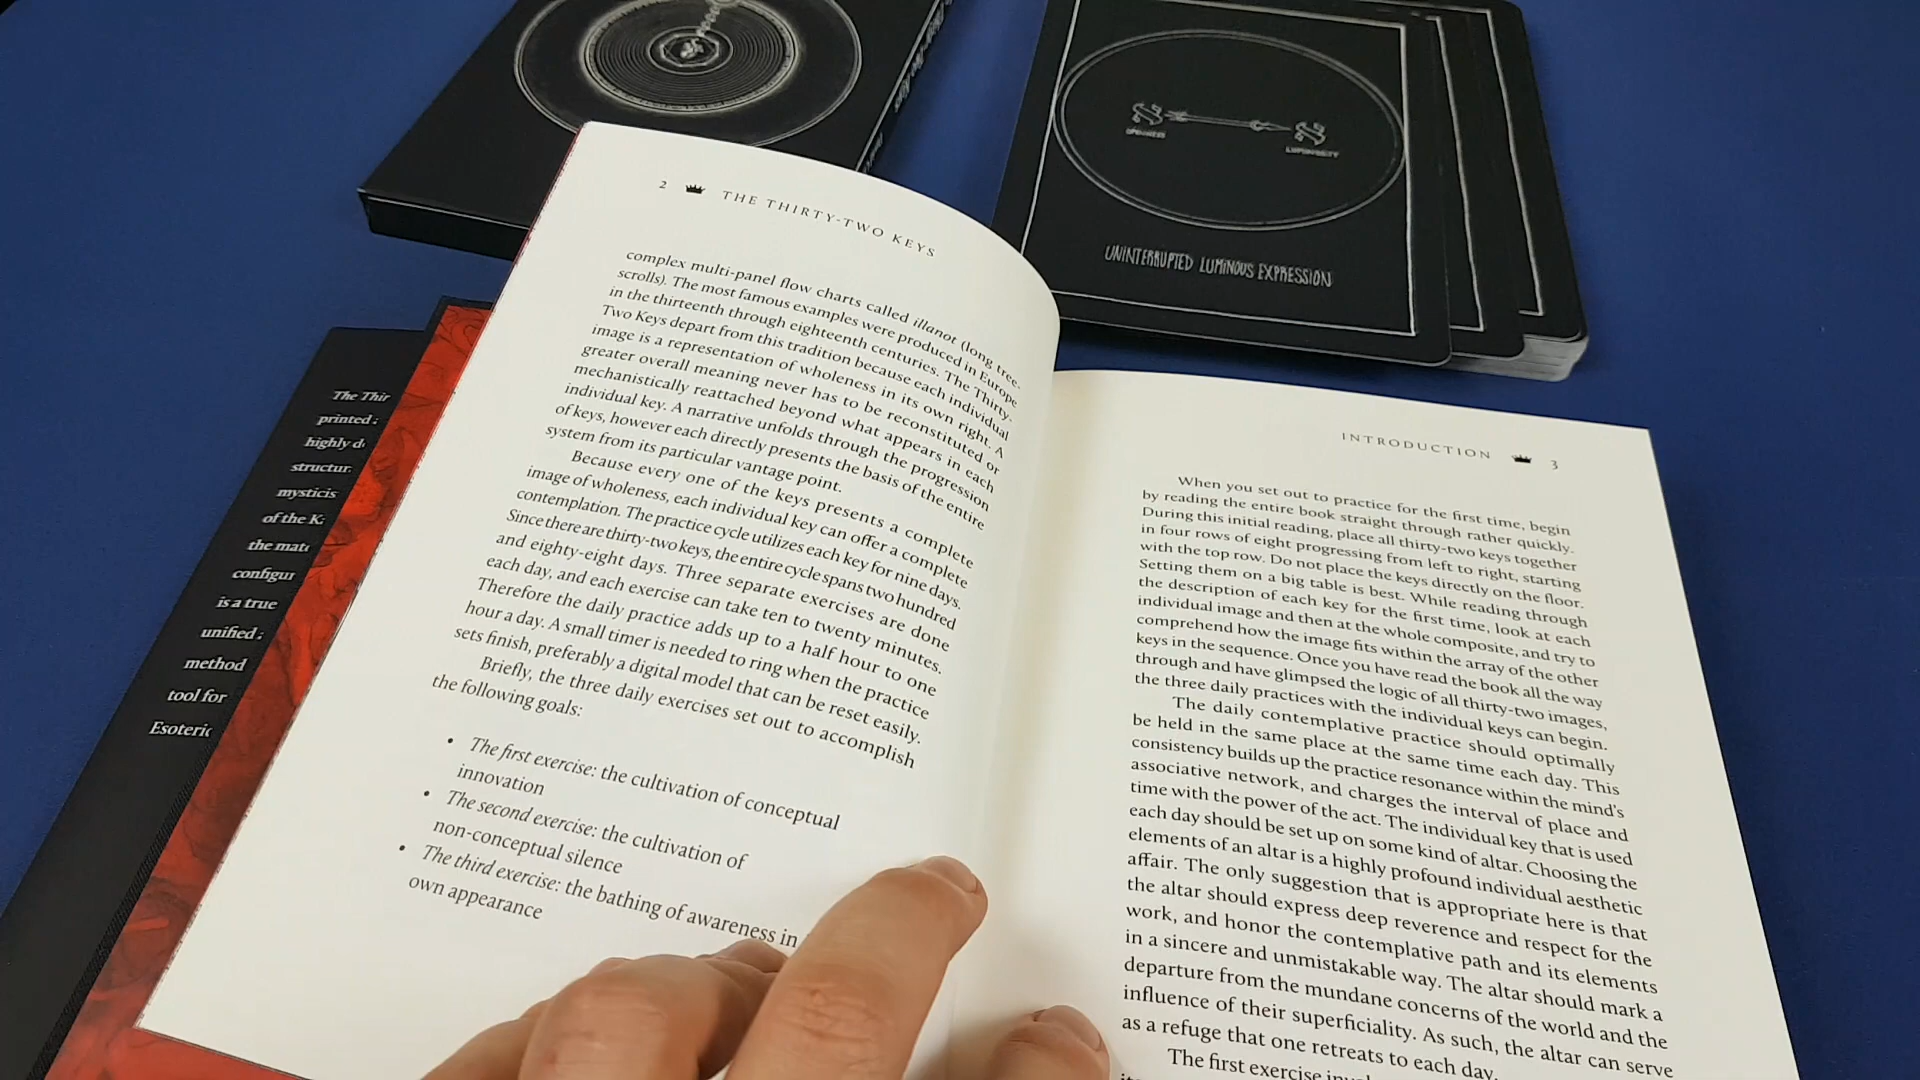 UNINTERRUPTED LUMINOUS EXPRESSION
LUMINOSITY
2 THE THIRTY-TWO KEYS
complex multi-panel flow charts called illanot (long tree-
scrolls). The most famous examples were produced in Europe
in the thirteenth through eighteenth centuries. The Thirty-
Two Keys depart from this tradition because each individual
image is a representation of wholeness in its own right. A
greater overall meaning never has to be reconstituted or
mechanistically reattached beyond what appears in each
individual key. A narrative unfolds through the progression
of keys, however each directly presents the basis of the entire
system from its particular vantage point.
Because every one of the keys presents a complete
image of wholeness, each individual key can offer a complete
contemplation. The practice cycle utilizes each key for nine days.
Since there are thirty-two keys, the entire cycle spans two hundred
and eighty-eight days. Three separate exercises are done
each day, and each exercise can take ten to twenty minutes.
Therefore the daily practice adds up to a half hour to one
hour a day. A small timer is needed to ring when the practice
sets finish, preferably a digital model that can be reset easily.
Briefly, the three daily exercises set out to accomplish
the following goals:
• The first exercise: the cultivation of conceptual
innovation
• The second exercise: the cultivation of
non-conceptual silence
• The third exercise: the bathing of awareness in
own appearance
INTRODUCTION 3
When you set out to practice for the first time, begin
by reading the entire book straight through rather quickly.
During this initial reading, place all thirty-two keys together
in four rows of eight progressing from left to right, starting
with the top row. Do not place the keys directly on the floor.
Setting them on a big table is best. While reading through
the description of each key for the first time, look at each
individual image and then at the whole composite, and try to
comprehend how the image fits within the array of the other
keys in the sequence. Once you have read the book all the way
through and have glimpsed the logic of all thirty-two images,
the three daily practices with the individual keys can begin.
The daily contemplative practice should optimally
be held in the same place at the same time each day. This
consistency builds up the practice resonance within the mind's
associative network, and charges the interval of place and
time with the power of the act. The individual key that is used
each day should be set up on some kind of altar. Choosing the
elements of an altar is a highly profound individual aesthetic
affair. The only suggestion that is appropriate here is that
the altar should express deep reverence and respect for the
work, and honor the contemplative path and its elements
in a sincere and unmistakable way. The altar should mark a
departure from the mundane concerns of the world and the
influence of their superficiality. As such, the altar can serve
as a refuge that one retreats to each day.
The first exercise
The Thir
printed
highly d
structur
mysticis
of the K
the mat
configur
is a true
unified
method
tool for
Esoteric